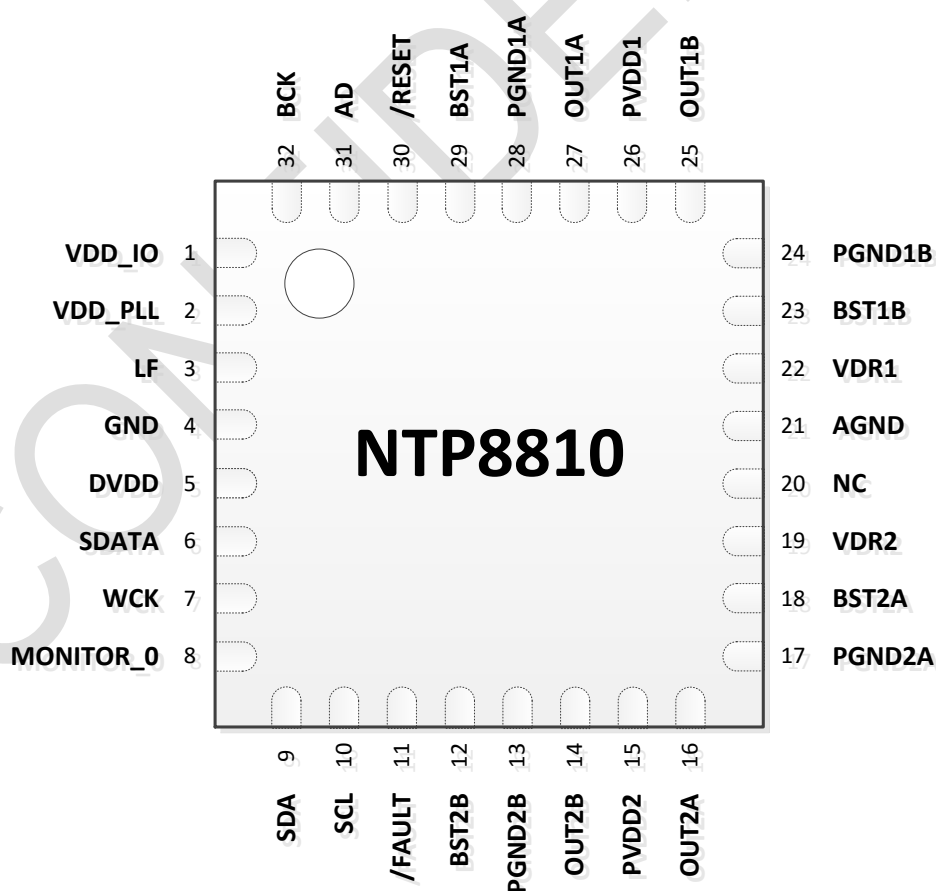 BCK AD /RESET BST1A PGND1A OUT1A PVDD1 OUT1B
32 31 30 29 28 27 26 25
VDD_IO 1
VDD_PLL 2
LF 3
GND 4
DVDD 5
SDATA 6
WCK 7
MONITOR_0 8
NTP8810
24 PGND1B
23 BST1B
22 VDR1
21 AGND
20 NC
19 VDR2
18 BST2A
17 PGND2A
9 10 11 12 13 14 15 16
SDA SCL /FAULT BST2B PGND2B OUT2B PVDD2 OUT2A
CONFIDE